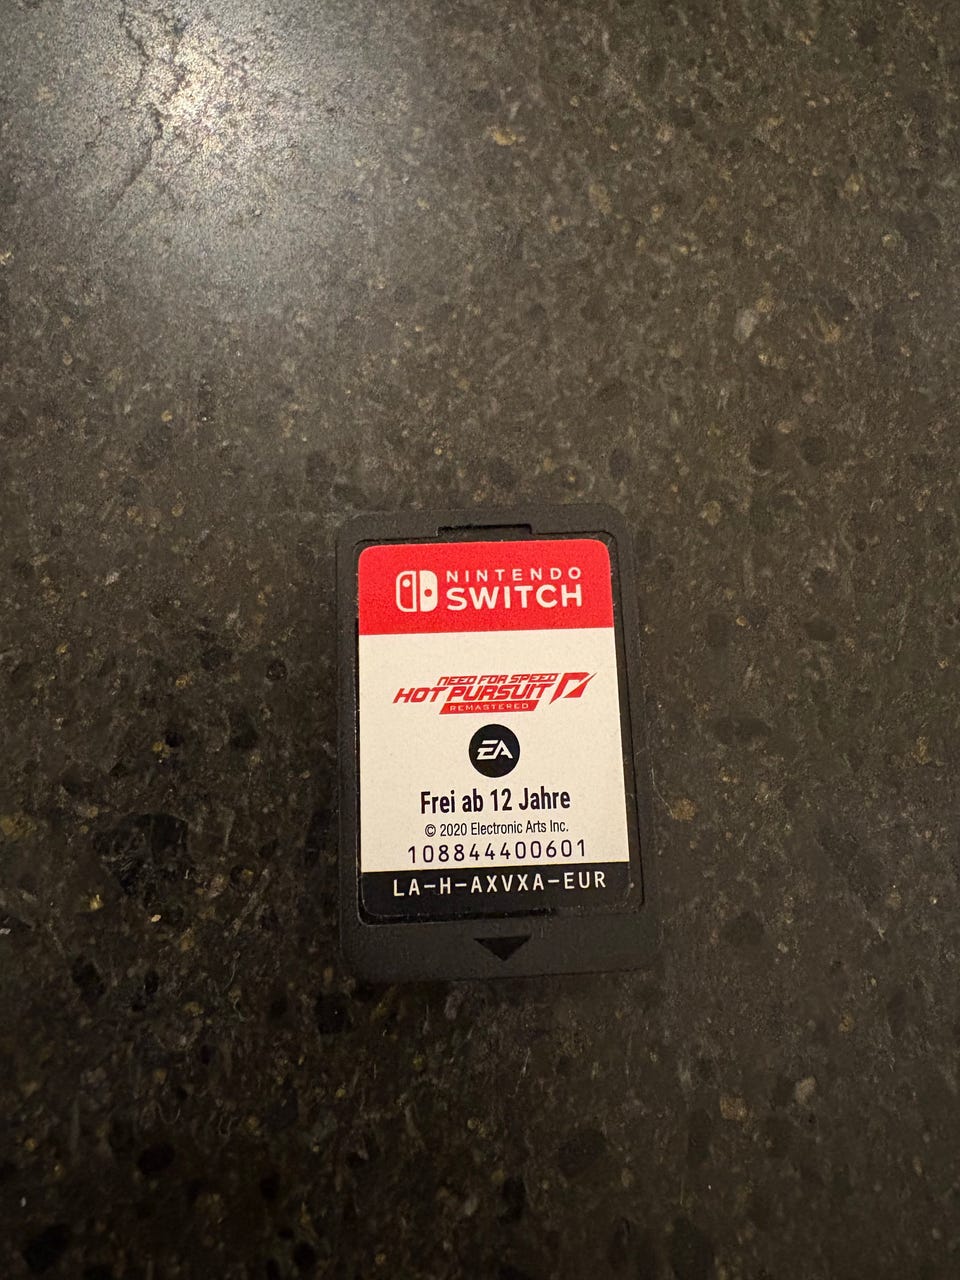 NINTENDO
SWITCH
NEED FOR SPEED
HOT PURSUIT
REMASTERED
EA
Frei ab 12 Jahre
© 2020 Electronic Arts Inc.
108844400601
LA-H-AXVXA-EUR